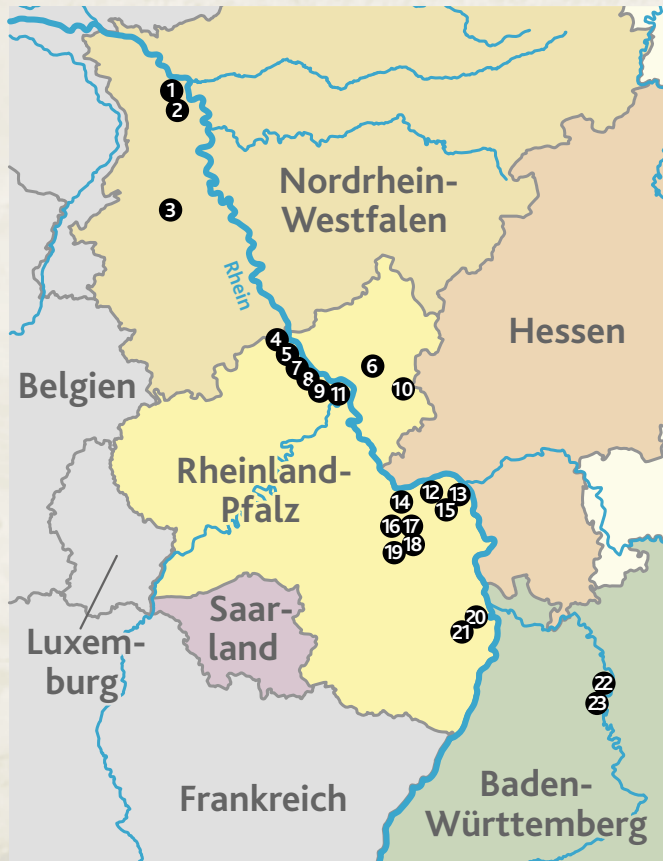 1
2
Nordrhein-
Westfalen
3
Rhein
4
5
Hessen
7
6
8
Belgien
9
11
10
Rheinland-
Pfalz
12
13
14
15
16
17
18
19
Saar-
land
20
21
Luxem-
burg
22
23
Frankreich
Baden-
Württemberg